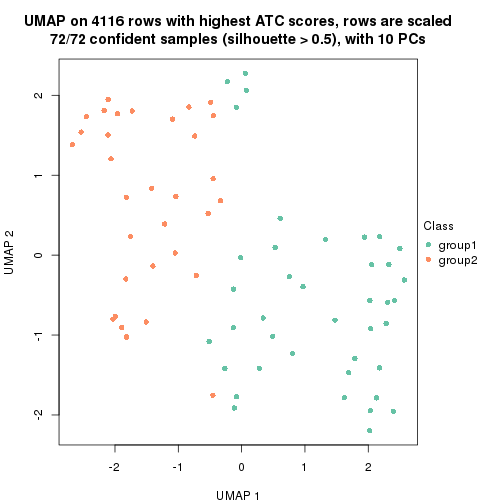 UMAP on 4116 rows with highest ATC scores, rows are scaled
72/72 confident samples (silhouette > 0.5), with 10 PCs
2
1
0
-1
-2
UMAP 2
-2
-1
0
1
2
UMAP 1
Class
group1
group2